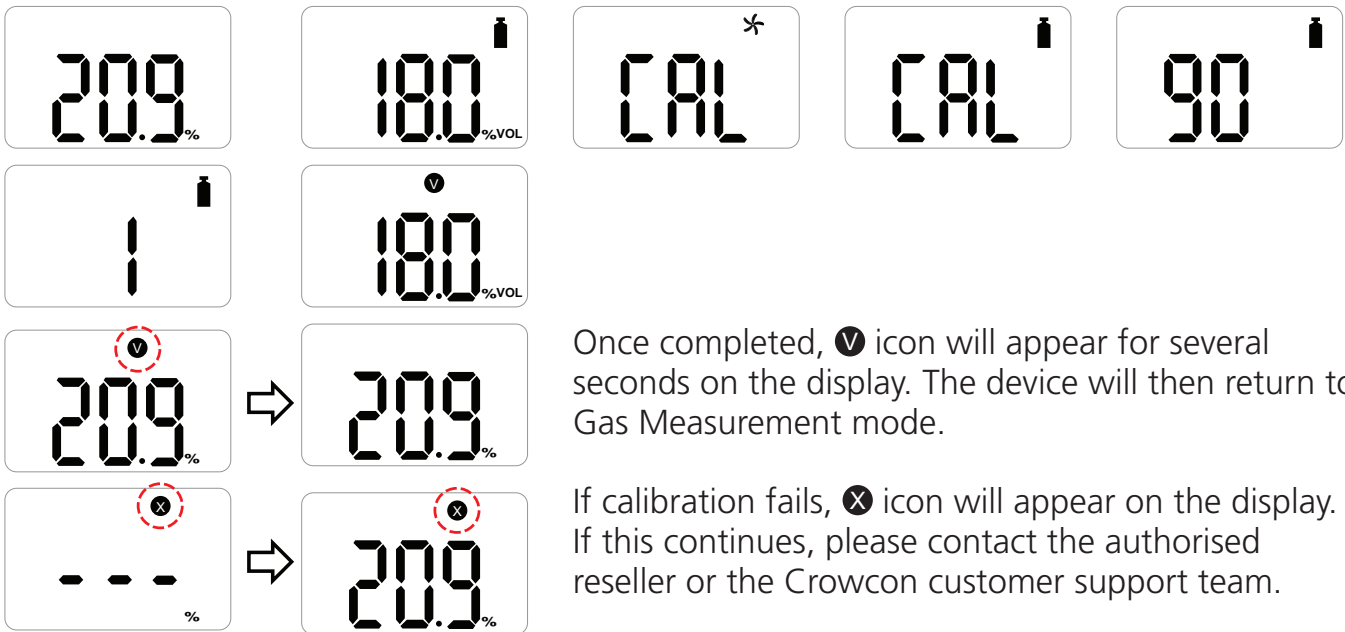 20.9 %
18.0 %VOL
CAL
CAL
90
1
V
18.0 %VOL
V
20.9 %
20.9 %
Once completed, V icon will appear for several
seconds on the display. The device will then return to
Gas Measurement mode.
X
- - - %
X
20.9 %
If calibration fails, X icon will appear on the display.
If this continues, please contact the authorised
reseller or the Crowcon customer support team.